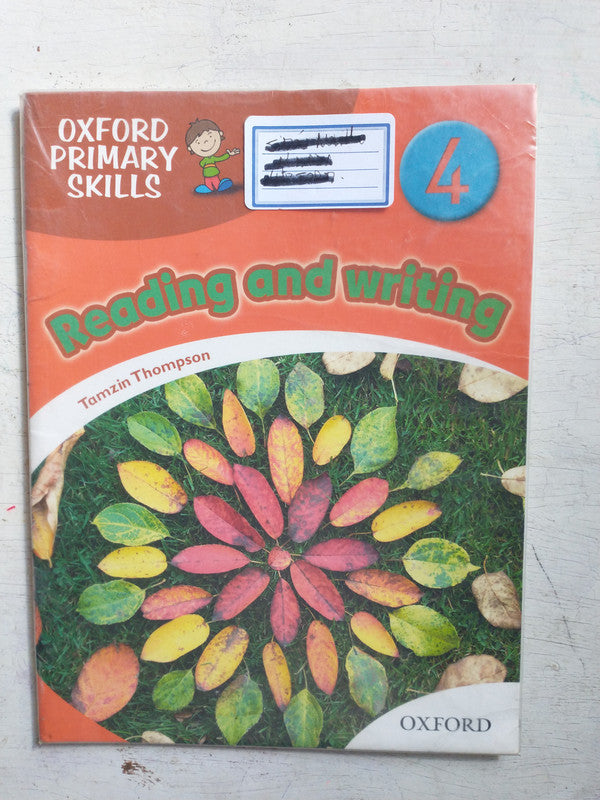 OXFORD
PRIMARY
SKILLS
4
Reading and writing
Tamzin Thompson
OXFORD